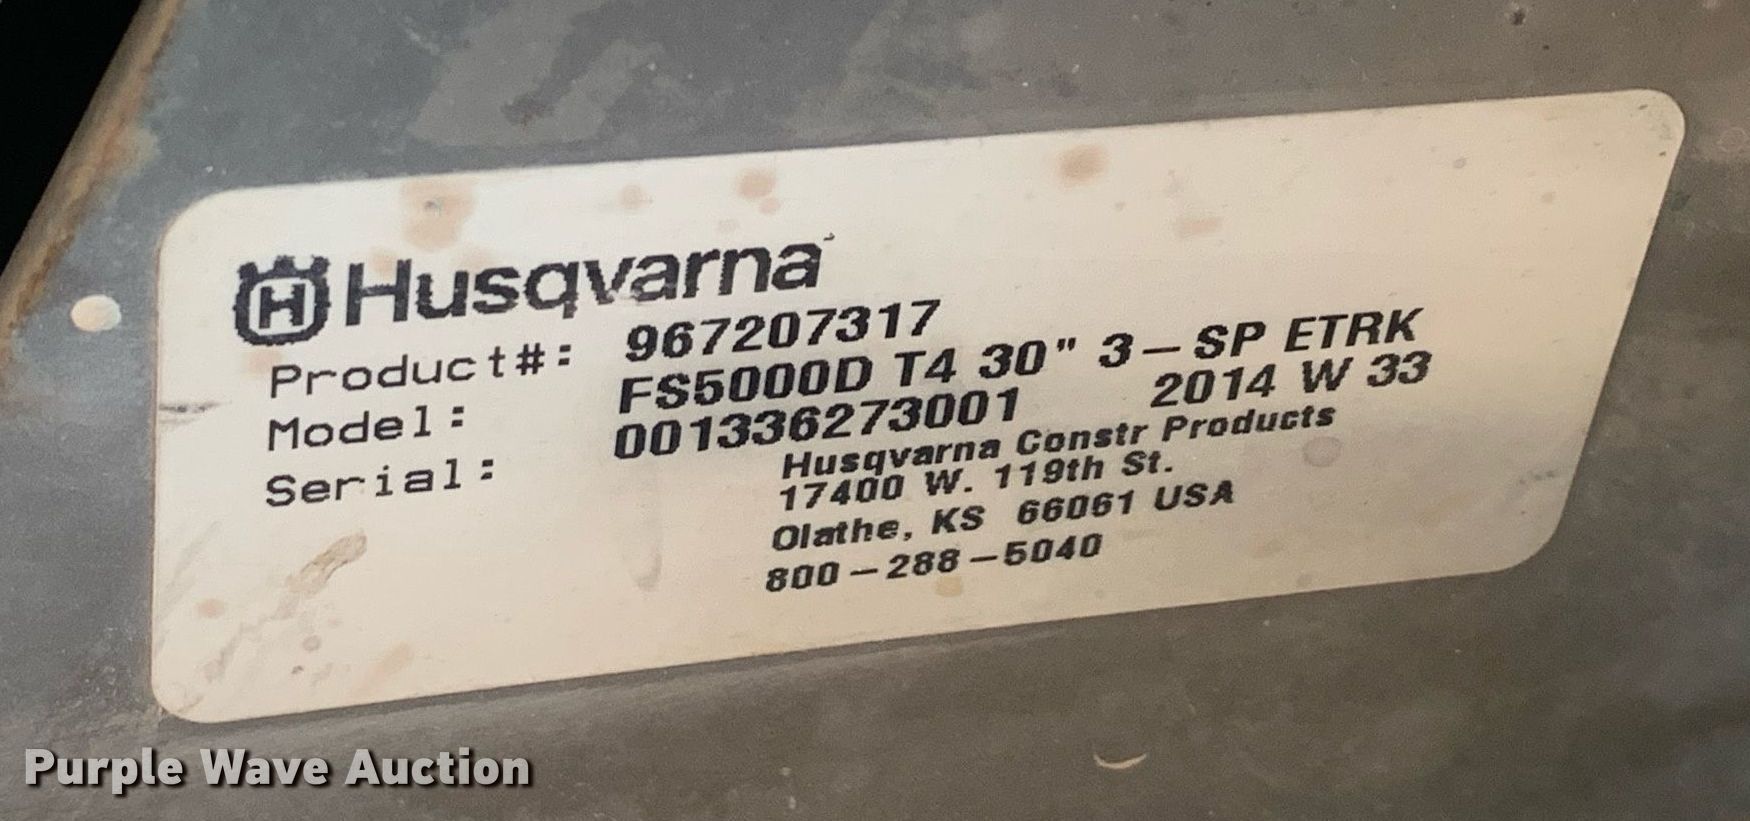 Husqvarna
Product#: 967207317
Model: FS5000D T4 30" 3-SP ETRK
Serial: 001336273001 2014 W 33
Husqvarna Constr Products
17400 W. 119th St.
Olathe, KS 66061 USA
800-288-5040
Purple Wave Auction